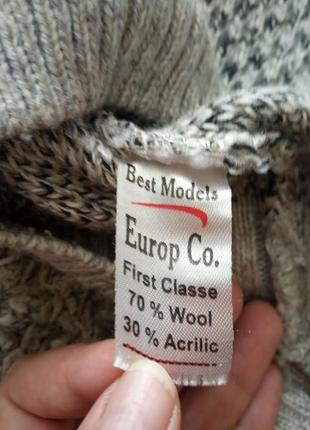 Best Models
Europ Co.
First Classe
70 % Wool
30 % Acrilic